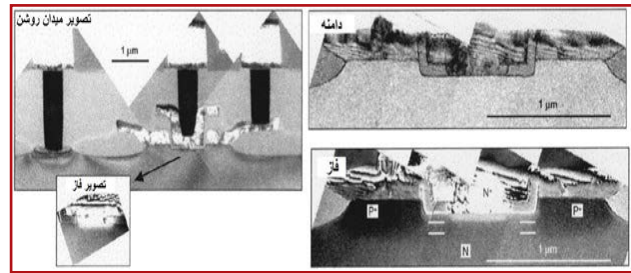 تصویر میدان روشن
1 μm
تصویر فاز
دامنه
1 μm
فاز
P+
N+
P+
N
1 μm